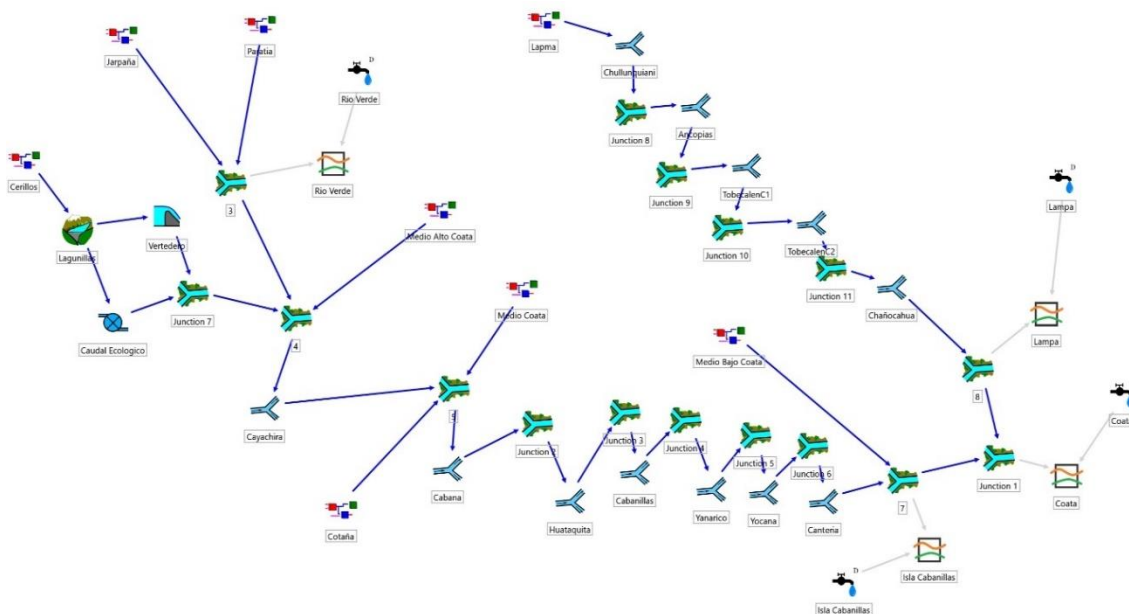 Jarpaña
Paratia
D
Rio Verde
Lapma
Chullunquiani
Junction 8
Ancopias
Junction 9
TobecalenC1
Junction 10
TobecalenC2
Junction 11
Chañocahua
D
Lampa
Lampa
Cerillos
Lagunillas
Vertedero
3
Rio Verde
Medio Alto Coata
Junction 7
Caudal Ecologico
4
Medio Coata
Medio Bajo Coata
8
D
Coata
Cayachira
5
Cabana
Junction 2
Junction 3
Junction 4
Junction 5
Junction 6
Huataquita
Cabanillas
Yanarico
Yocana
Canteria
7
Junction 1
Coata
Cotaña
Isla Cabanillas
D
Isla Cabanillas